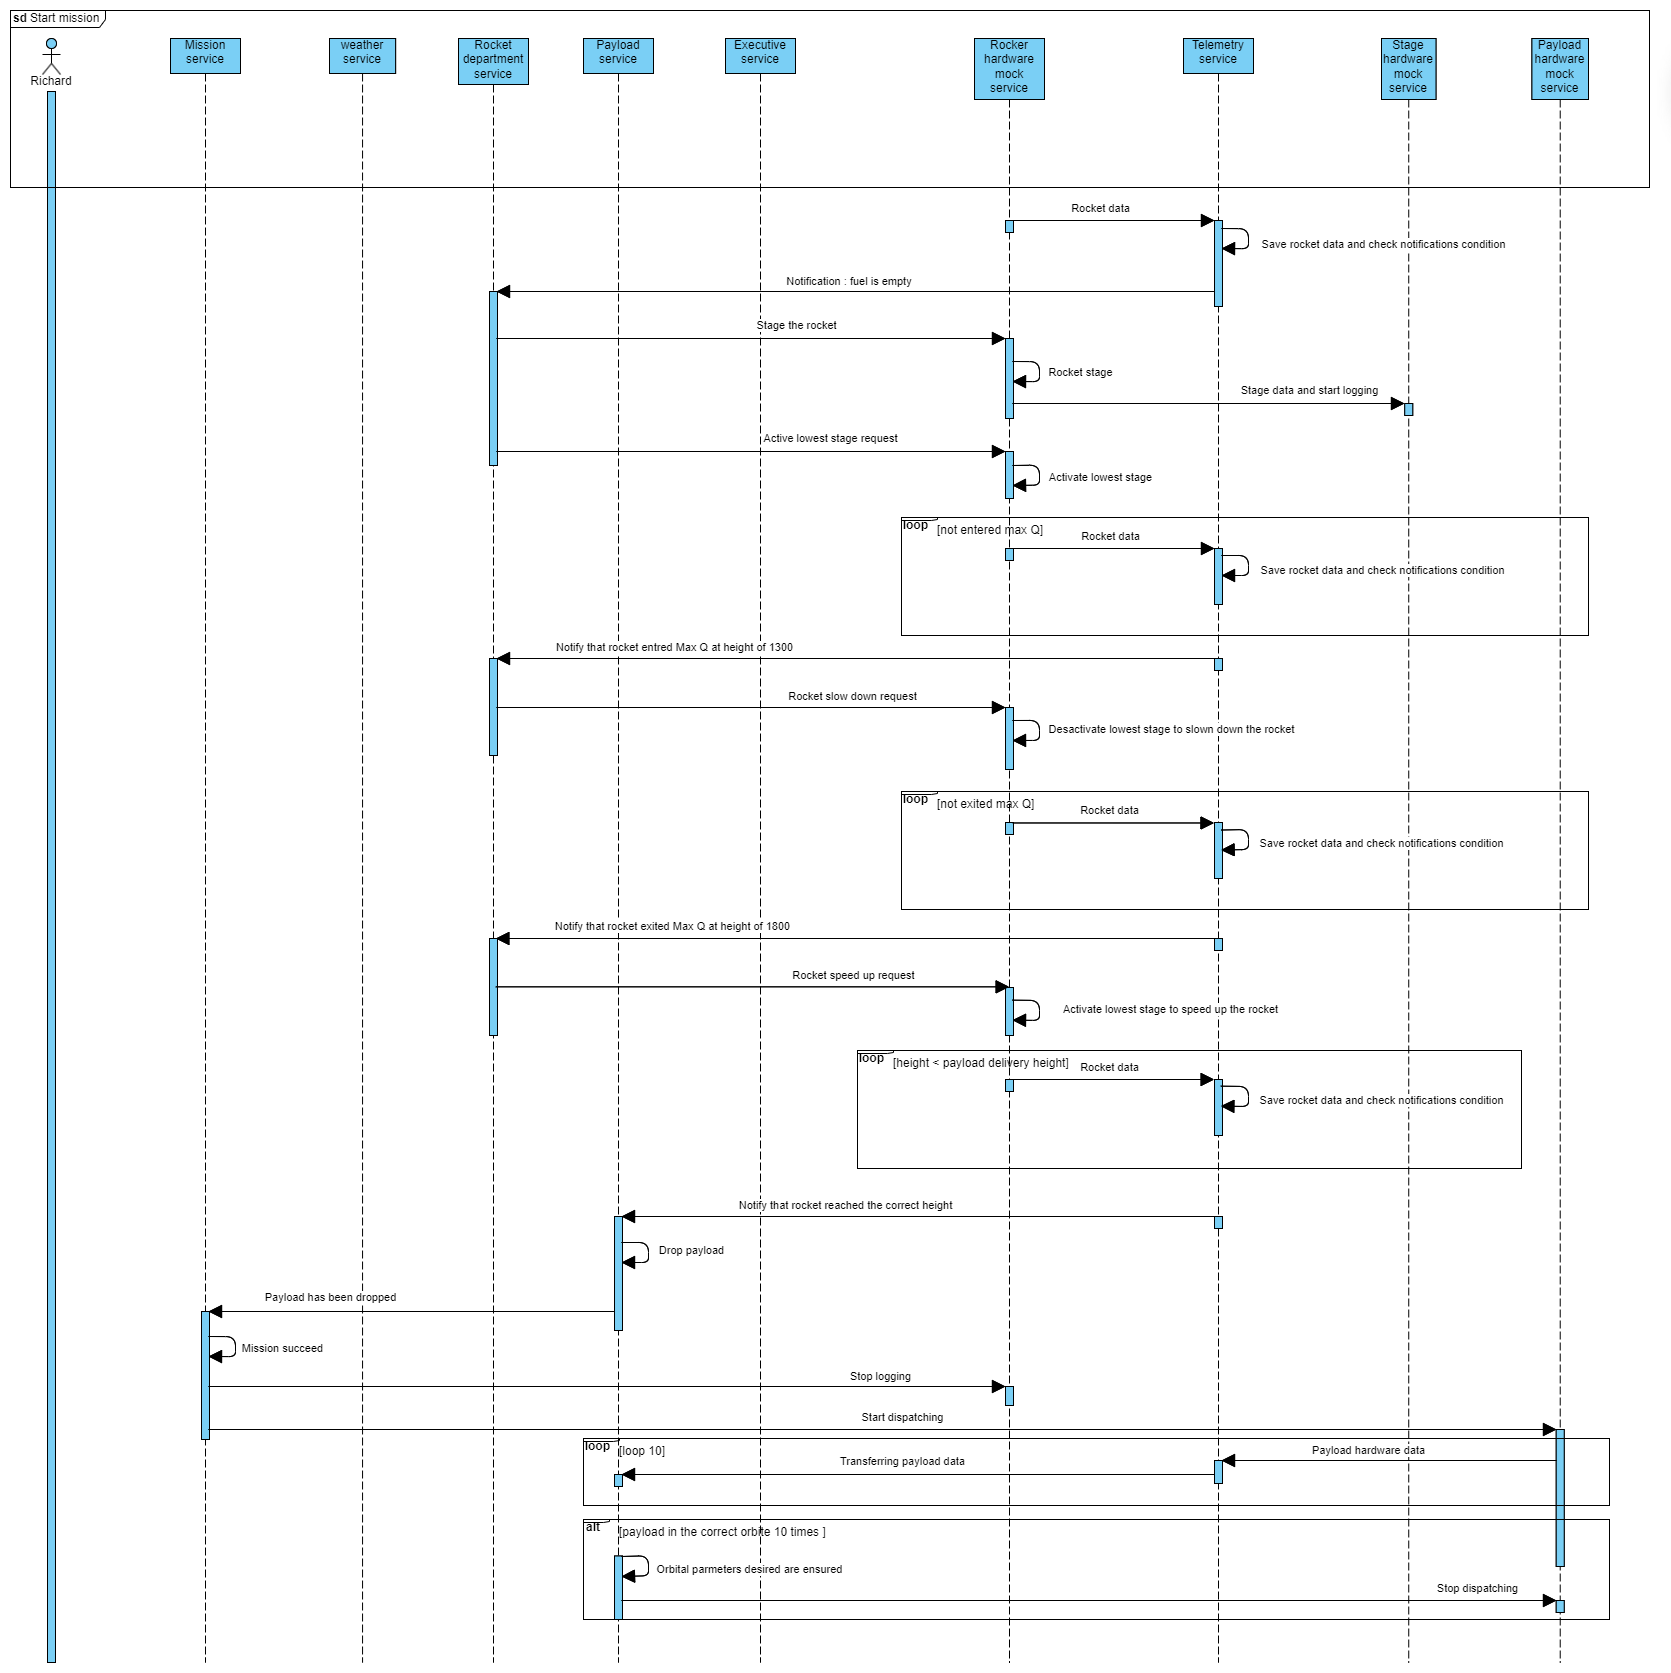 sd Start mission
Richard
Mission
service
weather
service
Rocket
department
service
Payload
service
Executive
service
Rocker
hardware
mock
service
Telemetry
service
Stage
hardware
mock
service
Payload
hardware
mock
service
Rocket data
Save rocket data and check notifications condition
Notification : fuel is empty
Stage the rocket
Rocket stage
Stage data and start logging
Active lowest stage request
Activate lowest stage
loop [not entered max Q]
Rocket data
Save rocket data and check notifications condition
Notify that rocket entred Max Q at height of 1300
Rocket slow down request
Desactivate lowest stage to slown down the rocket
loop [not exited max Q]
Rocket data
Save rocket data and check notifications condition
Notify that rocket exited Max Q at height of 1800
Rocket speed up request
Activate lowest stage to speed up the rocket
loop [height < payload delivery height]
Rocket data
Save rocket data and check notifications condition
Notify that rocket reached the correct height
Drop payload
Payload has been dropped
Mission succeed
Stop logging
Start dispatching
loop [loop 10]
Payload hardware data
Transferring payload data
alt [payload in the correct orbite 10 times ]
Orbital parmeters desired are ensured
Stop dispatching